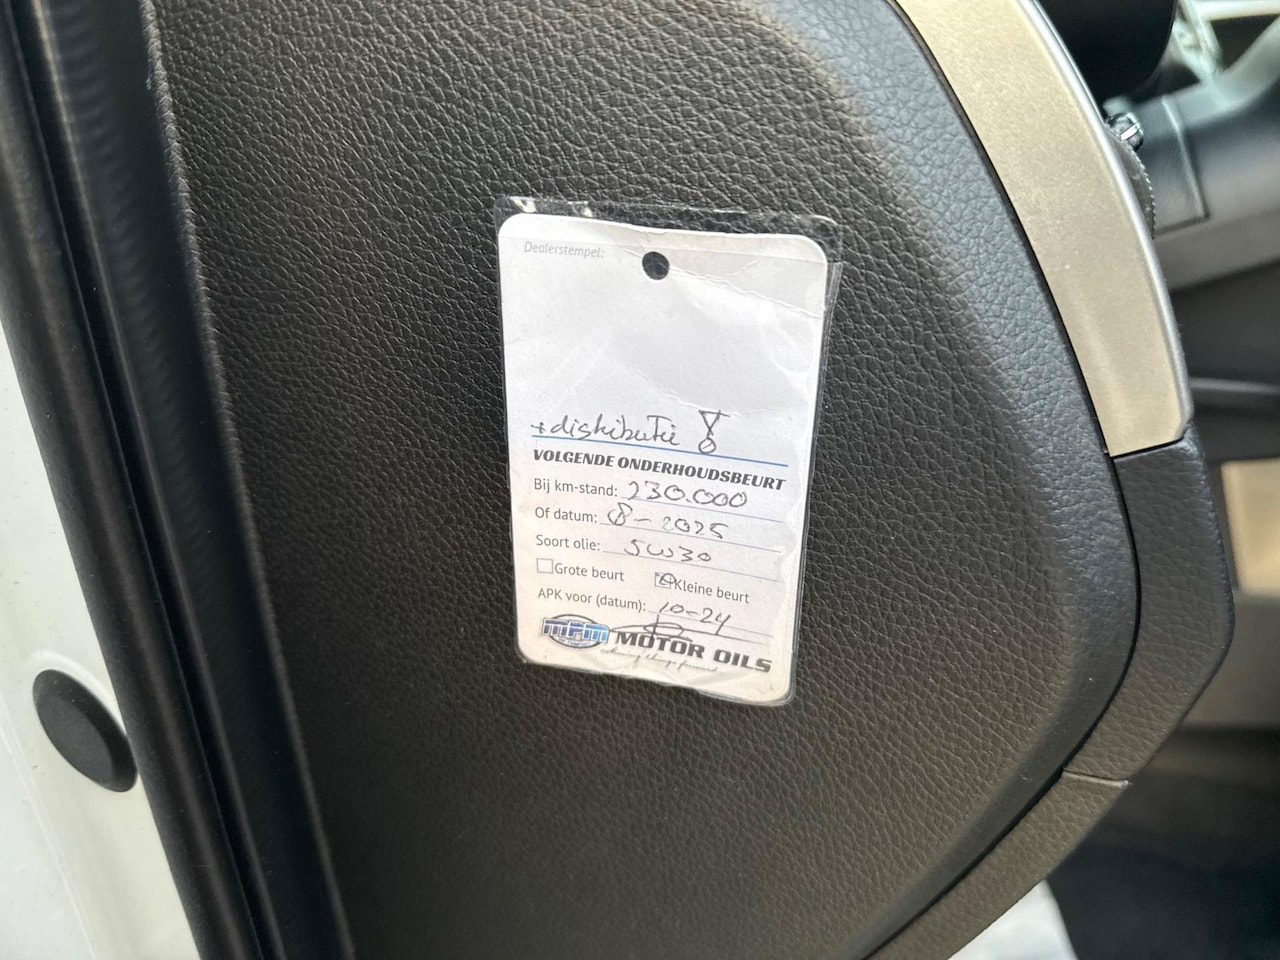 Dealerstempel:
+distributie
VOLGENDE ONDERHOUDSBEURT
Bij km-stand: 230.000
Of datum: 8-2025
Soort olie: 5W30
Grote beurt Kleine beurt
APK voor (datum): 10-24
MPM MOTOR OILS